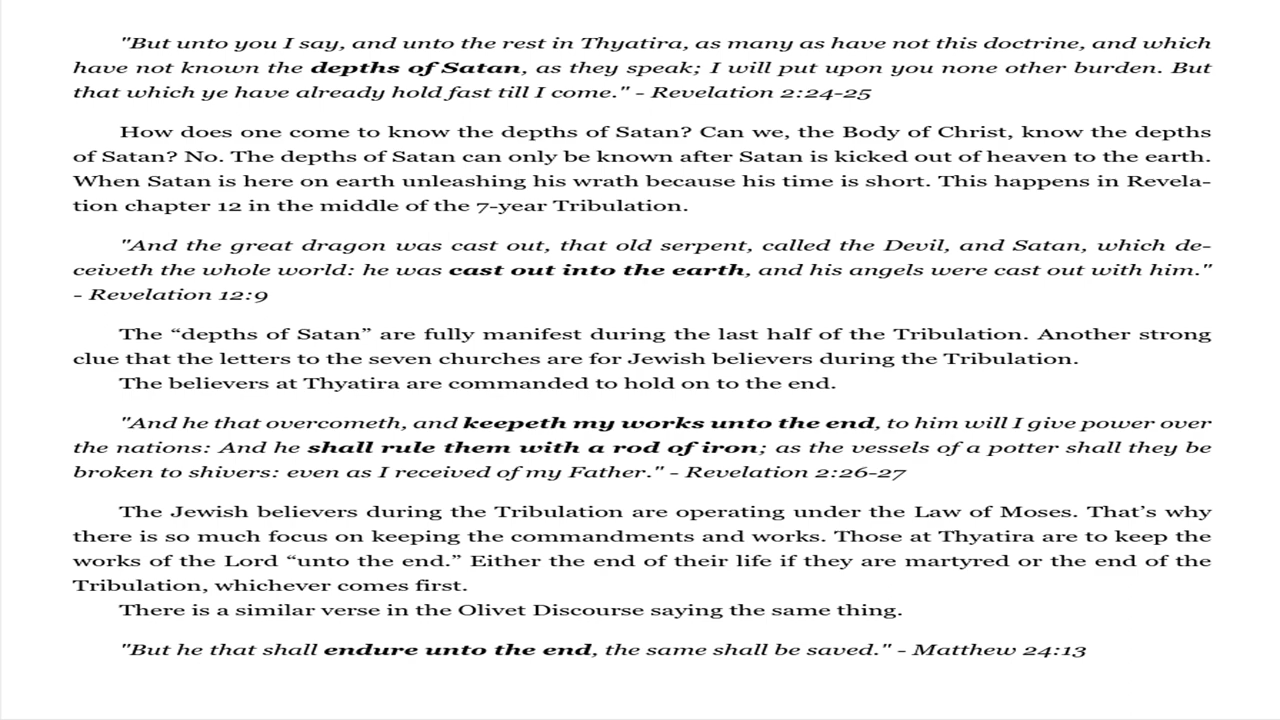 "But unto you I say, and unto the rest in Thyatira, as many as have not this doctrine, and which
have not known the depths of Satan, as they speak; I will put upon you none other burden. But
that which ye have already hold fast till I come." - Revelation 2:24-25
How does one come to know the depths of Satan? Can we, the Body of Christ, know the depths
of Satan? No. The depths of Satan can only be known after Satan is kicked out of heaven to the earth.
When Satan is here on earth unleashing his wrath because his time is short. This happens in Revela-
tion chapter 12 in the middle of the 7-year Tribulation.
"And the great dragon was cast out, that old serpent, called the Devil, and Satan, which de-
ceiveth the whole world: he was cast out into the earth, and his angels were cast out with him."
- Revelation 12:9
The “depths of Satan” are fully manifest during the last half of the Tribulation. Another strong
clue that the letters to the seven churches are for Jewish believers during the Tribulation.
The believers at Thyatira are commanded to hold on to the end.
"And he that overcometh, and keepeth my works unto the end, to him will I give power over
the nations: And he shall rule them with a rod of iron; as the vessels of a potter shall they be
broken to shivers: even as I received of my Father." - Revelation 2:26-27
The Jewish believers during the Tribulation are operating under the Law of Moses. That’s why
there is so much focus on keeping the commandments and works. Those at Thyatira are to keep the
works of the Lord “unto the end.” Either the end of their life if they are martyred or the end of the
Tribulation, whichever comes first.
There is a similar verse in the Olivet Discourse saying the same thing.
"But he that shall endure unto the end, the same shall be saved." - Matthew 24:13